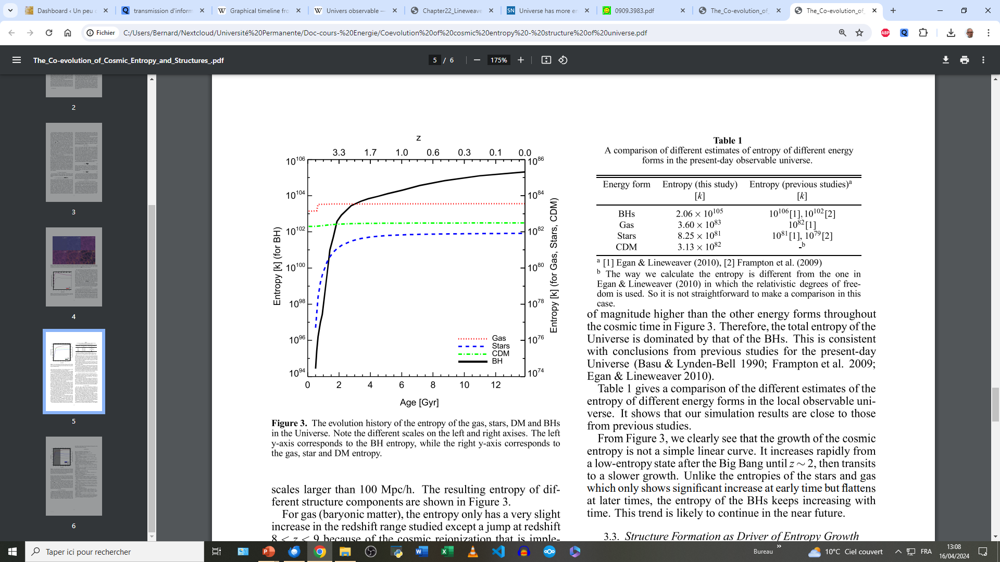 Dashboard ‹ Un peu c
transmission d'inform
Graphical timeline fro
Univers observable —
Chapter22_Lineweave
Universe has more en
0909.3983.pdf
The_Co-evolution_of_
The_Co-evolution_of_
Fichier
C:/Users/Bernard/Nextcloud/Université%20Permanente/Doc-cours-%20Energie/Coevolution%20of%20cosmic%20entropy%20-%20structure%20of%20universe.pdf
The_Co-evolution_of_Cosmic_Entropy_and_Structures_.pdf
5 / 6
175%
2
3
4
5
6
z
3.3 1.7 1.0 0.6 0.3 0.1 0.0
10^106 10^86
10^104 10^84
10^102 10^82
10^100 10^80
10^98 10^78
10^96 10^76
10^94 10^74
Entropy [k] (for BH)
Entropy [k] (for Gas, Stars, CDM)
Gas
Stars
CDM
BH
0 2 4 6 8 10 12
Age [Gyr]
Figure 3. The evolution history of the entropy of the gas, stars, DM and BHs
in the Universe. Note the different scales on the left and right axises. The left
y-axis corresponds to the BH entropy, while the right y-axis corresponds to
the gas, star and DM entropy.
scales larger than 100 Mpc/h. The resulting entropy of dif-
ferent structure components are shown in Figure 3.
For gas (baryonic matter), the entropy only has a very slight
increase in the redshift range studied except a jump at redshift
8 < z < 9 because of the cosmic reionization that is imple-
Table 1
A comparison of different estimates of entropy of different energy
forms in the present-day observable universe.
Energy form Entropy (this study) Entropy (previous studies)^a
[k] [k]
BHs 2.06 × 10^105 10^106[1], 10^102[2]
Gas 3.60 × 10^83 10^82[1]
Stars 8.25 × 10^81 10^81[1], 10^79[2]
CDM 3.13 × 10^82 -^b
^a [1] Egan & Lineweaver (2010), [2] Frampton et al. (2009)
^b The way we calculate the entropy is different from the one in
Egan & Lineweaver (2010) in which the relativistic degrees of free-
dom is used. So it is not straightforward to make a comparison in this
case.
of magnitude higher than the other energy forms throughout
the cosmic time in Figure 3. Therefore, the total entropy of the
Universe is dominated by that of the BHs. This is consistent
with conclusions from previous studies for the present-day
Universe (Basu & Lynden-Bell 1990; Frampton et al. 2009;
Egan & Lineweaver 2010).
Table 1 gives a comparison of the different estimates of the
entropy of different energy forms in the local observable uni-
verse. It shows that our simulation results are close to those
from previous studies.
From Figure 3, we clearly see that the growth of the cosmic
entropy is not a simple linear curve. It increases rapidly from
a low-entropy state after the Big Bang until z ∼ 2, then transits
to a slower growth. Unlike the entropies of the stars and gas
which only shows significant increase at early time but flattens
at later times, the entropy of the BHs keeps increasing with
time. This trend is likely to continue in the near future.
3.3. Structure Formation as Driver of Entropy Growth
Taper ici pour rechercher
Bureau
10°C Ciel couvert
FRA
13:08
16/04/2024